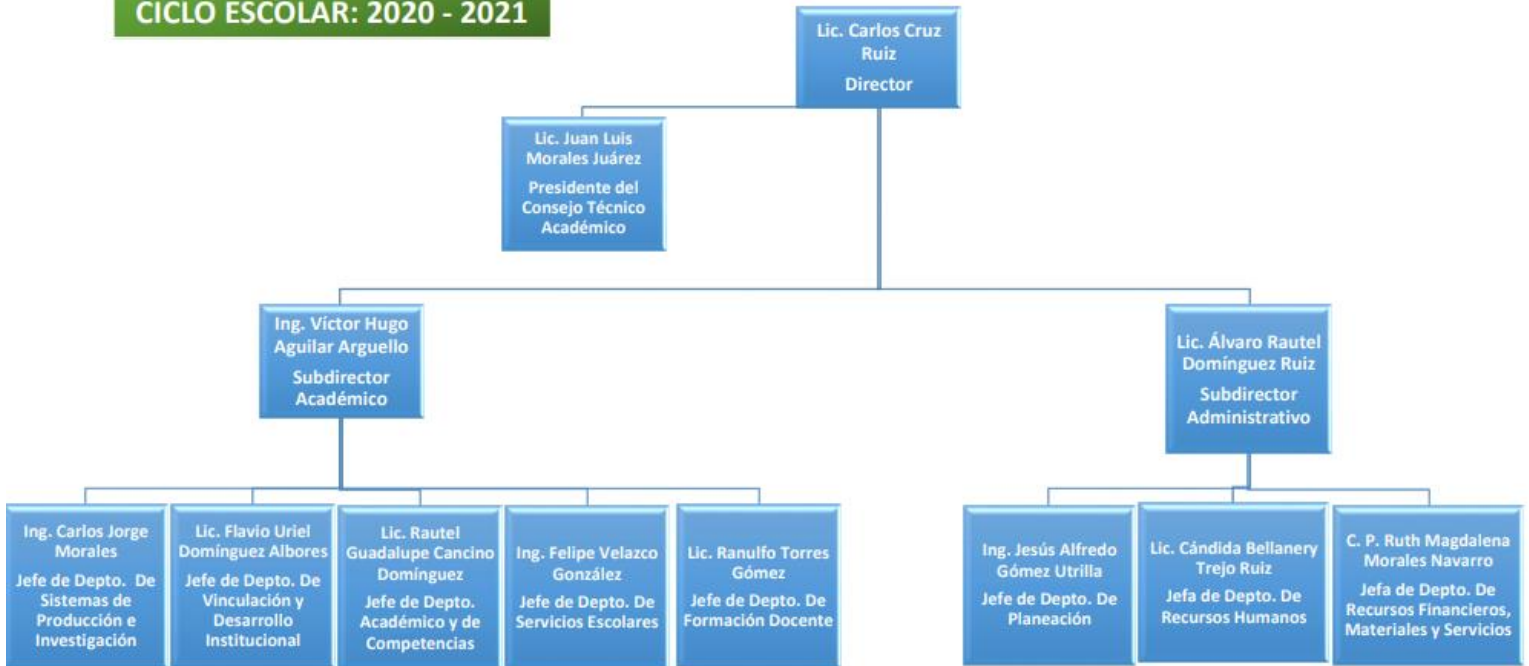 CICLO ESCOLAR: 2020 - 2021
Lic. Carlos Cruz
Ruiz
Director
Lic. Juan Luis
Morales Juárez
Presidente del
Consejo Técnico
Académico
Ing. Víctor Hugo
Aguilar Arguello
Subdirector
Académico
Lic. Álvaro Rautel
Domínguez Ruiz
Subdirector
Administrativo
Ing. Carlos Jorge
Morales
Jefe de Depto. De
Sistemas de
Producción e
Investigación
Lic. Flavio Uriel
Domínguez Albores
Jefe de Depto. De
Vinculación y
Desarrollo
Institucional
Lic. Rautel
Guadalupe Cancino
Domínguez
Jefe de Depto.
Académico y de
Competencias
Ing. Felipe Velazco
González
Jefe de Depto. De
Servicios Escolares
Lic. Ranulfo Torres
Gómez
Jefe de Depto. De
Formación Docente
Ing. Jesús Alfredo
Gómez Utrilla
Jefe de Depto. De
Planeación
Lic. Cándida Bellanery
Trejo Ruiz
Jefa de Depto. De
Recursos Humanos
C. P. Ruth Magdalena
Morales Navarro
Jefa de Depto. De
Recursos Financieros,
Materiales y Servicios